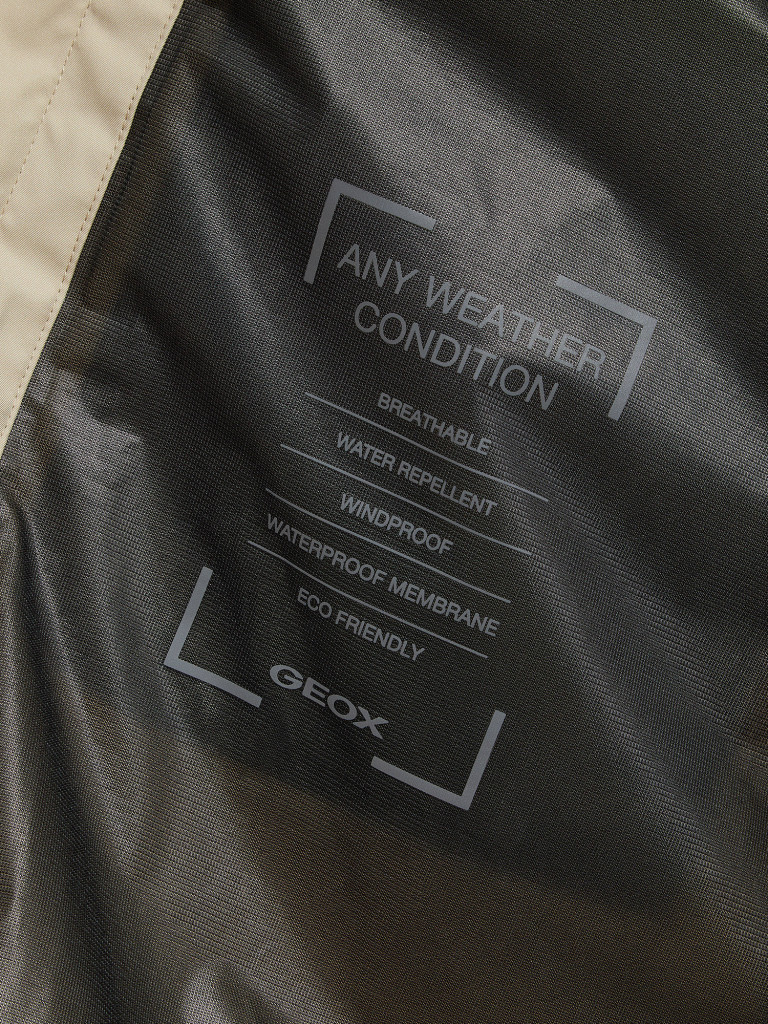 ANY WEATHER
CONDITION
BREATHABLE
WATER REPELLENT
WINDPROOF
WATERPROOF MEMBRANE
ECO FRIENDLY
GEOX